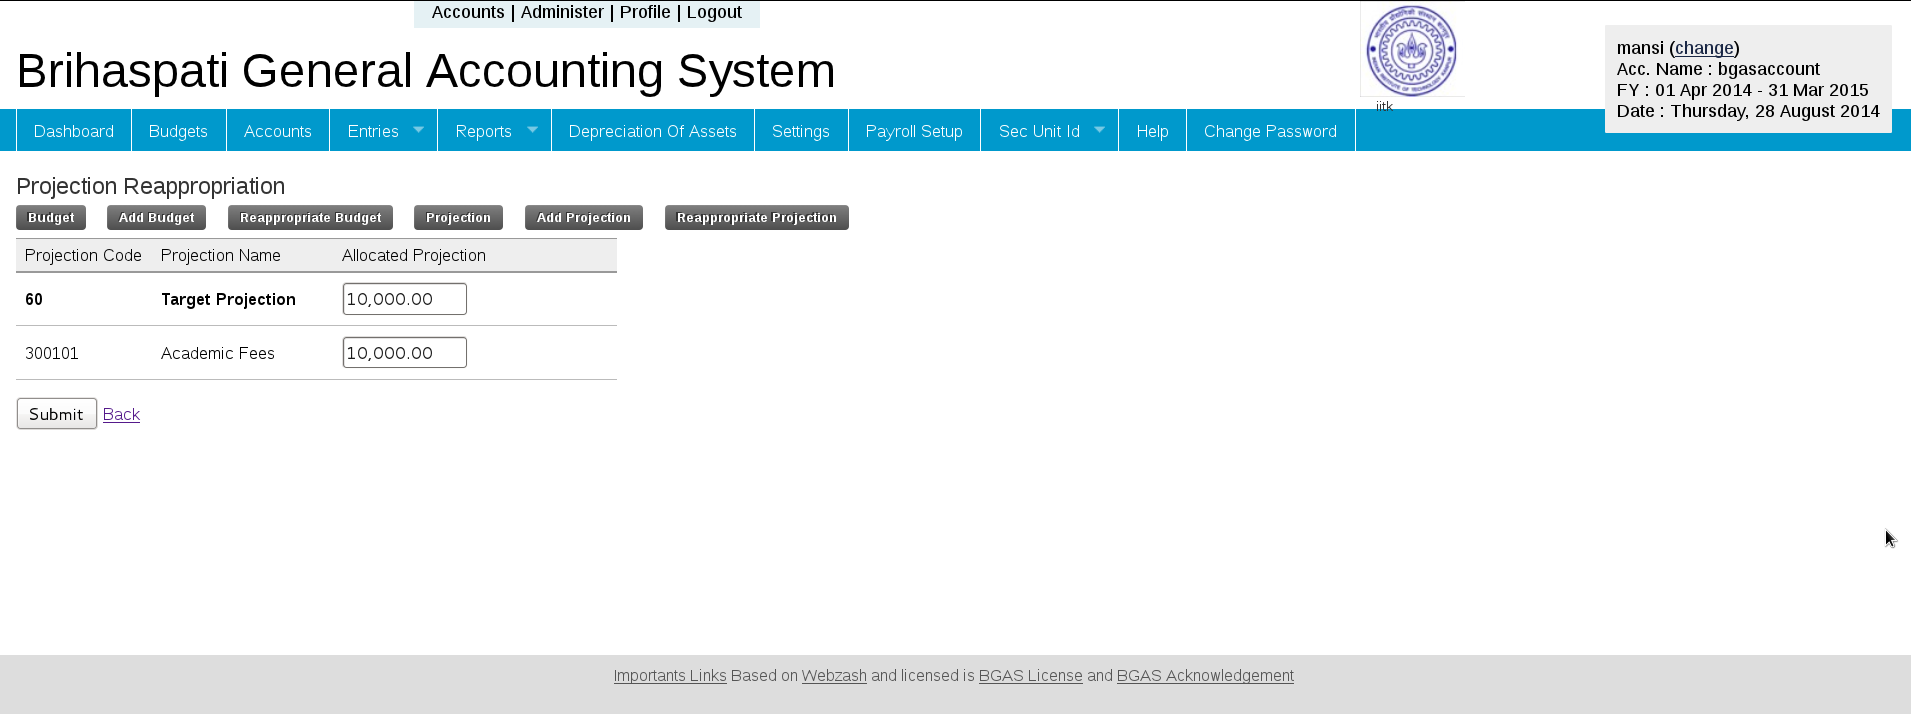 Accounts | Administer | Profile | Logout
Brihaspati General Accounting System
iitk
mansi (change)
Acc. Name : bgasaccount
FY : 01 Apr 2014 - 31 Mar 2015
Date : Thursday, 28 August 2014
Dashboard Budgets Accounts Entries Reports Depreciation Of Assets Settings Payroll Setup Sec Unit Id Help Change Password
Projection Reappropriation
Budget Add Budget Reappropriate Budget Projection Add Projection Reappropriate Projection
Projection Code Projection Name Allocated Projection
60 Target Projection 10,000.00
300101 Academic Fees 10,000.00
Submit Back
Importants Links Based on Webzash and licensed is BGAS License and BGAS Acknowledgement